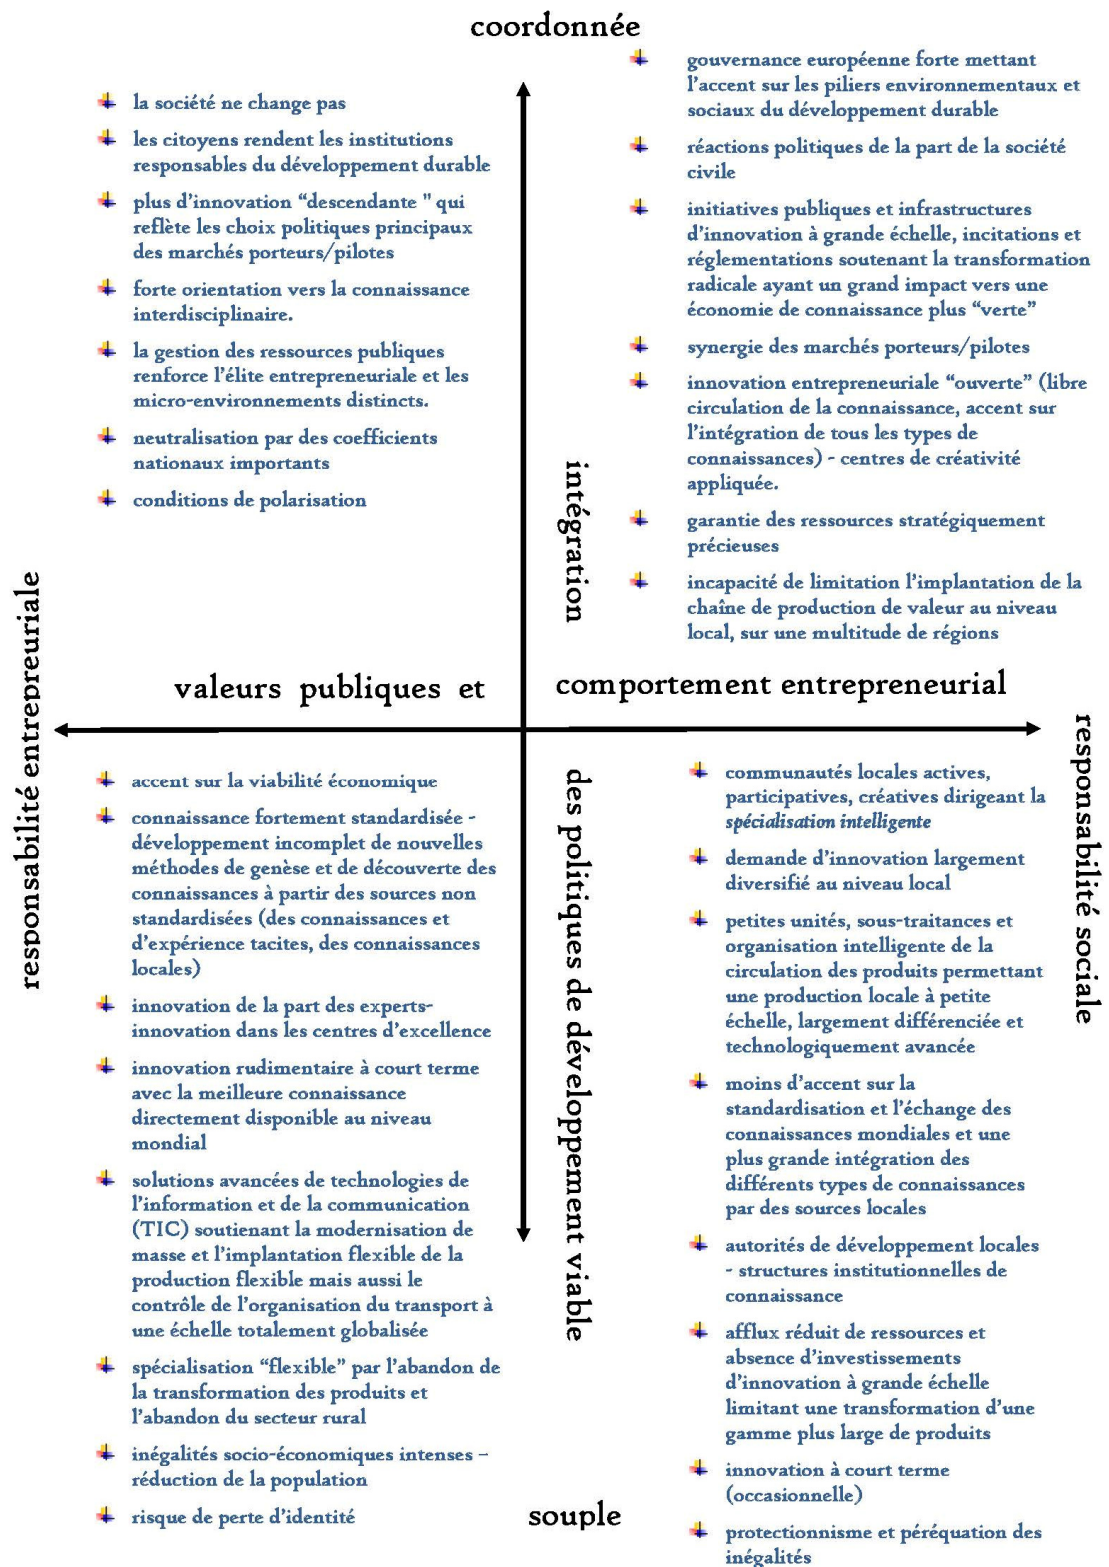 coordonnée
la société ne change pas
les citoyens rendent les institutions
responsables du développement durable
plus d'innovation “descendante " qui
reflète les choix politiques principaux
des marchés porteurs/pilotes
forte orientation vers la connaissance
interdisciplinaire.
la gestion des ressources publiques
renforce l'élite entrepreneuriale et les
micro-environnements distincts.
neutralisation par des coefficients
nationaux importants
conditions de polarisation
gouvernance européenne forte mettant
l'accent sur les piliers environnementaux et
sociaux du développement durable
réactions politiques de la part de la société
civile
initiatives publiques et infrastructures
d'innovation à grande échelle, incitations et
réglementations soutenant la transformation
radicale ayant un grand impact vers une
économie de connaissance plus “verte”
synergie des marchés porteurs/pilotes
innovation entrepreneuriale “ouverte” (libre
circulation de la connaissance, accent sur
l'intégration de tous les types de
connaissances) - centres de créativité
appliquée.
garantie des ressources stratégiquement
précieuses
incapacité de limitation l'implantation de la
chaîne de production de valeur au niveau
local, sur une multitude de régions
intégration
responsabilité entrepreuriale
valeurs publiques et
comportement entrepreneurial
responsabilité sociale
des politiques de développement viable
accent sur la viabilité économique
connaissance fortement standardisée -
développement incomplet de nouvelles
méthodes de genèse et de découverte des
connaissances à partir des sources non
standardisées (des connaissances et
d'expérience tacites, des connaissances
locales)
innovation de la part des experts-
innovation dans les centres d'excellence
innovation rudimentaire à court terme
avec la meilleure connaissance
directement disponible au niveau
mondial
solutions avancées de technologies de
l'information et de la communication
(TIC) soutenant la modernisation de
masse et l'implantation flexible de la
production flexible mais aussi le
contrôle de l'organisation du transport à
une échelle totalement globalisée
spécialisation “flexible” par l'abandon de
la transformation des produits et
l'abandon du secteur rural
inégalités socio-économiques intenses –
réduction de la population
risque de perte d'identité
communautés locales actives,
participatives, créatives dirigeant la
spécialisation intelligente
demande d'innovation largement
diversifié au niveau local
petites unités, sous-traitances et
organisation intelligente de la
circulation des produits permettant
une production locale à petite
échelle, largement différenciée et
technologiquement avancée
moins d'accent sur la
standardisation et l'échange des
connaissances mondiales et une
plus grande intégration des
différents types de connaissances
par des sources locales
autorités de développement locales
- structures institutionnelles de
connaissance
afflux réduit de ressources et
absence d'investissements
d'innovation à grande échelle
limitant une transformation d'une
gamme plus large de produits
innovation à court terme
(occasionnelle)
protectionnisme et péréquation des
inégalités
souple